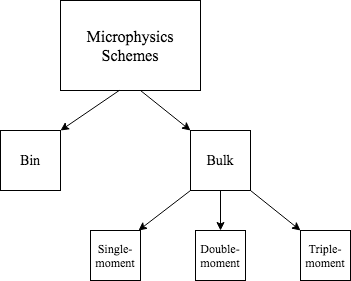 Microphysics
Schemes
Bin
Bulk
Single-
moment
Double-
moment
Triple-
moment